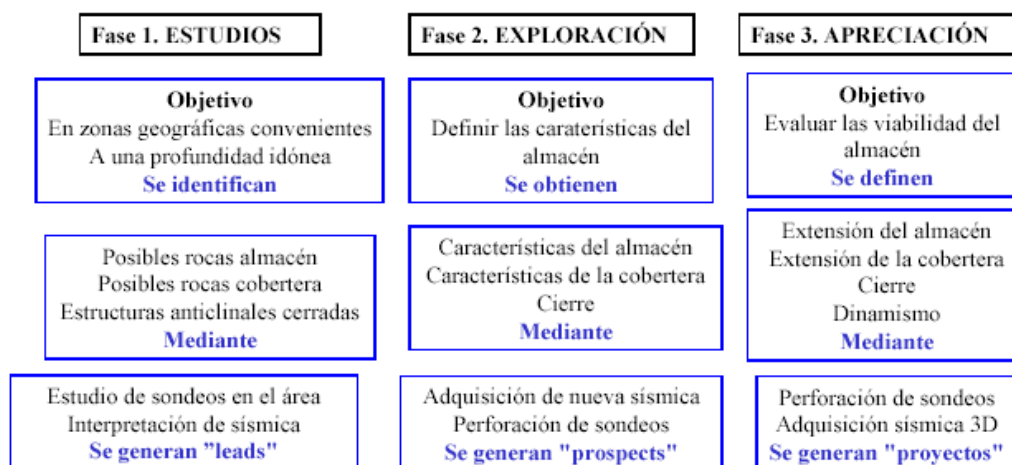 Fase 1. ESTUDIOS
Objetivo
En zonas geográficas convenientes
A una profundidad idónea
Se identifican
Posibles rocas almacén
Posibles rocas cobertera
Estructuras anticlinales cerradas
Mediante
Estudio de sondeos en el área
Interpretación de sísmica
Se generan ”leads"
Fase 2. EXPLORACIÓN
Objetivo
Definir las caraterísticas del
almacén
Se obtienen
Características del almacén
Características de la cobertera
Cierre
Mediante
Adquisición de nueva sísmica
Perforación de sondeos
Se generan "prospects"
Fase 3. APRECIACIÓN
Objetivo
Evaluar las viabilidad del
almacén
Se definen
Extensión del almacén
Extensión de la cobertera
Cierre
Dinamismo
Mediante
Perforación de sondeos
Adquisición sísmica 3D
Se generan "proyectos"